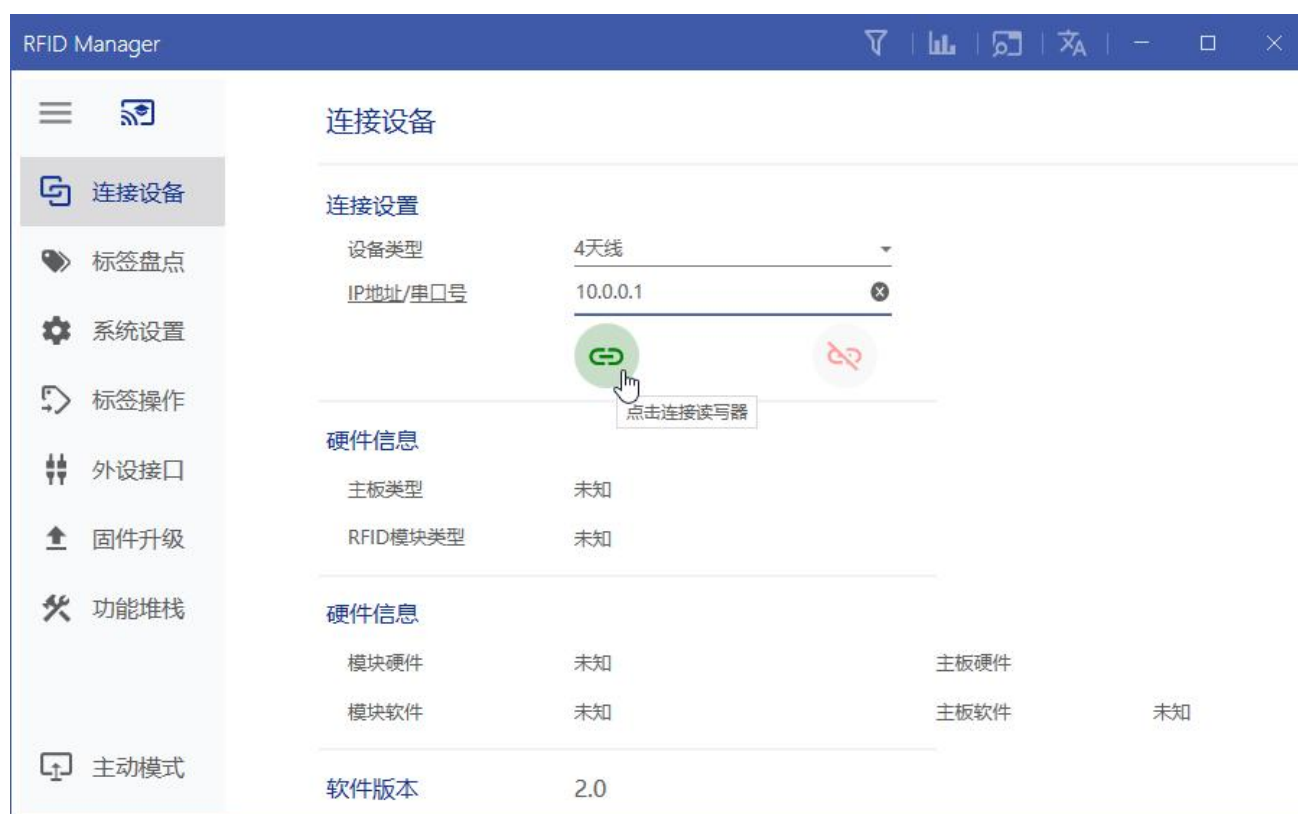 RFID Manager
连接设备
连接设备
标签盘点
系统设置
标签操作
外设接口
固件升级
功能堆栈
主动模式
连接设置
设备类型 4天线
IP地址/串口号 10.0.0.1
点击连接读写器
硬件信息
主板类型 未知
RFID模块类型 未知
硬件信息
模块硬件 未知 主板硬件
模块软件 未知 主板软件 未知
软件版本 2.0